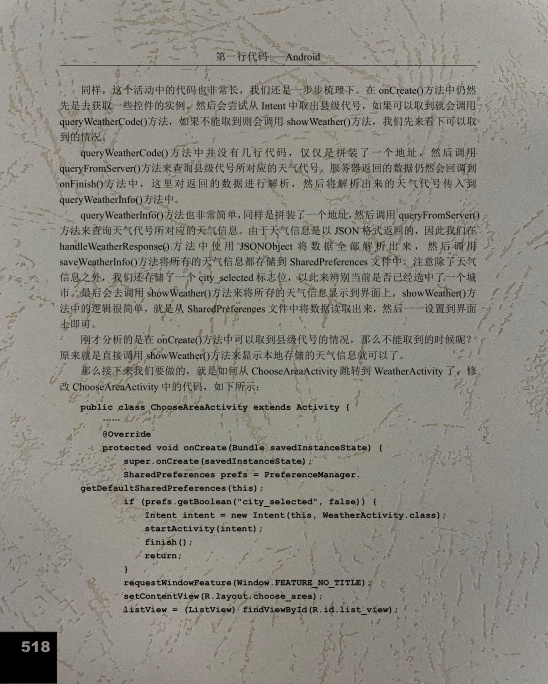 第一行代码——Android
同样，这个活动中的代码也非常长，我们还是一步步梳理下。在 onCreate()方法中仍然
先是去获取一些控件的实例，然后会尝试从 Intent 中取出县级代号，如果可以取到就会调用
queryWeatherCode()方法，如果不能取到则会调用 showWeather()方法，我们先来看下可以取
到的情况。
queryWeatherCode()方法中并没有几行代码，仅仅是拼装了一个地址，然后调用
queryFromServer()方法来查询县级代号所对应的天气代号。服务器返回的数据仍然会回调到
onFinish()方法中，这里对返回的数据进行解析，然后将解析出来的天气代号传入到
queryWeatherInfo()方法中。
queryWeatherInfo()方法也非常简单，同样是拼装了一个地址，然后调用 queryFromServer()
方法来查询天气代号所对应的天气信息。由于天气信息是以 JSON 格式返回的，因此我们在
handleWeatherResponse()方法中使用 JSONObject 将数据全部解析出来，然后调用
saveWeatherInfo()方法将所有的天气信息都存储到 SharedPreferences 文件中。注意除了天气
信息之外，我们还存储了一个 city_selected 标志位，以此来辨别当前是否已经选中了一个城
市。最后会去调用 showWeather()方法来将所有的天气信息显示到界面上，showWeather()方
法中的逻辑很简单，就是从 SharedPreferences 文件中将数据读取出来，然后一一设置到界面
上即可。
刚才分析的是在 onCreate()方法中可以取到县级代号的情况，那么不能取到的时候呢？
原来就是直接调用 showWeather()方法来显示本地存储的天气信息就可以了。
那么接下来我们要做的，就是如何从 ChooseAreaActivity 跳转到 WeatherActivity 了，修
改 ChooseAreaActivity 中的代码，如下所示：
public class ChooseAreaActivity extends Activity {
……
@Override
protected void onCreate(Bundle savedInstanceState) {
super.onCreate(savedInstanceState);
SharedPreferences prefs = PreferenceManager.
getDefaultSharedPreferences(this);
if (prefs.getBoolean("city_selected", false)) {
Intent intent = new Intent(this, WeatherActivity.class);
startActivity(intent);
finish();
return;
}
requestWindowFeature(Window.FEATURE_NO_TITLE);
setContentView(R.layout.choose_area);
listView = (ListView) findViewById(R.id.list_view);
518